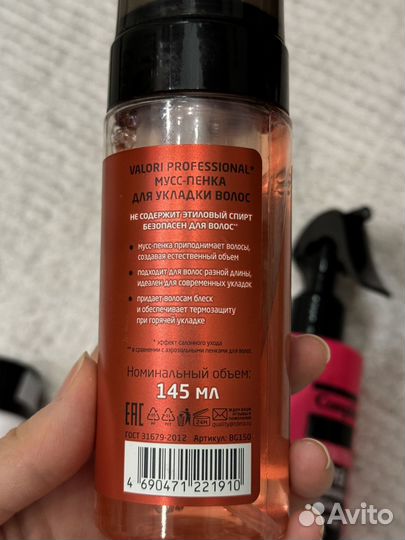 VALORI PROFESSIONAL*
МУСС-ПЕНКА
ДЛЯ УКЛАДКИ ВОЛОС
НЕ СОДЕРЖИТ ЭТИЛОВЫЙ СПИРТ
БЕЗОПАСЕН ДЛЯ ВОЛОС**
• мусс-пенка приподнимает волосы,
создавая естественный объем
• подходит для волос разной длины,
идеален для современных укладок
• придает волосам блеск
и обеспечивает термозащиту
при горячей укладке
* эффект салонного ухода
** в сравнении с аэрозольными пенками для волос
Номинальный объем:
145 мл
EAC
24М
ГОСТ 31679-2012 Артикул: BG150
4 690471 221910
Avito